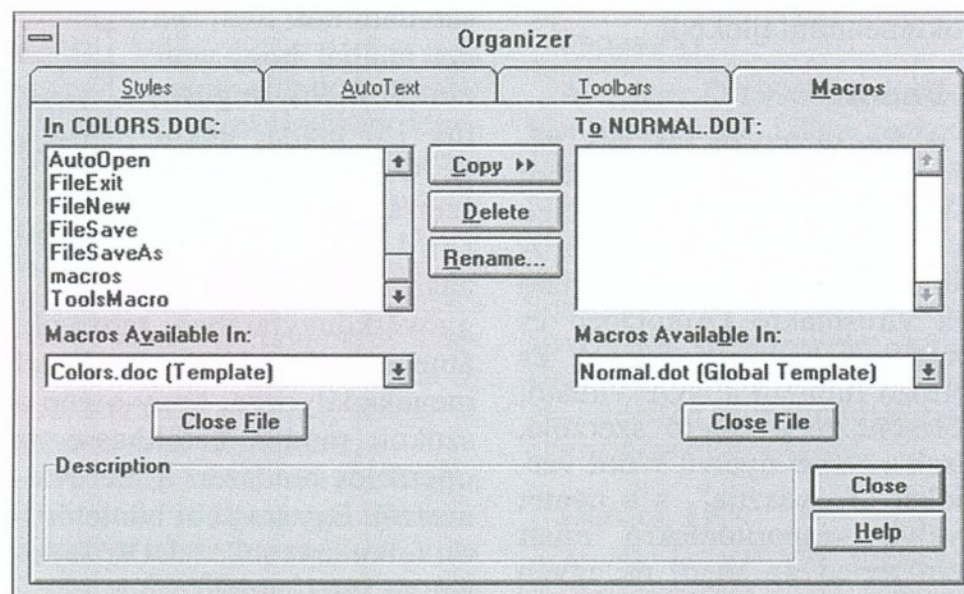 Organizer
Styles
AutoText
Toolbars
Macros
In COLORS.DOC:
AutoOpen
FileExit
FileNew
FileSave
FileSaveAs
macros
ToolsMacro
Copy
Delete
Rename...
To NORMAL.DOT:
Macros Available In:
Colors.doc (Template)
Close File
Macros Available In:
Normal.dot (Global Template)
Close File
Description
Close
Help